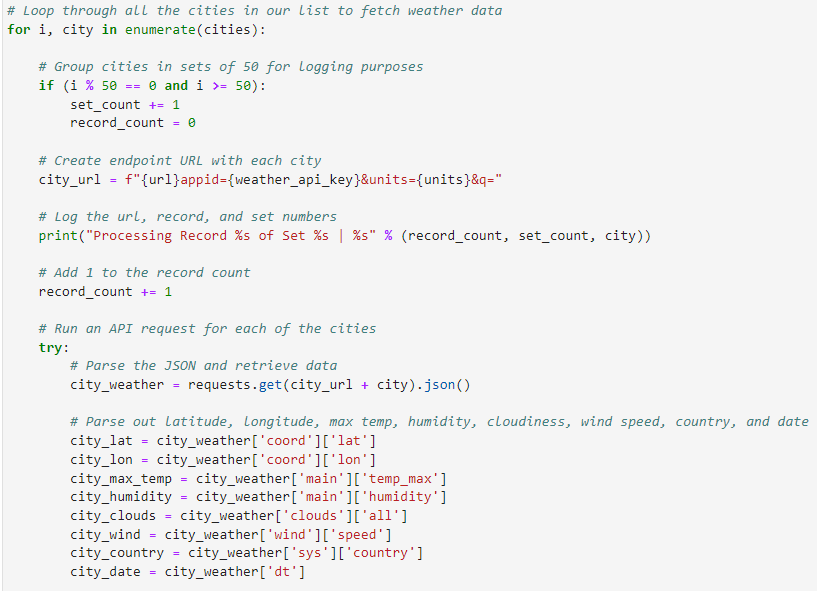 # Loop through all the cities in our list to fetch weather data
for i, city in enumerate(cities):

    # Group cities in sets of 50 for logging purposes
    if (i % 50 == 0 and i >= 50):
        set_count += 1
        record_count = 0

    # Create endpoint URL with each city
    city_url = f"{url}appid={weather_api_key}&units={units}&q="

    # Log the url, record, and set numbers
    print("Processing Record %s of Set %s | %s" % (record_count, set_count, city))

    # Add 1 to the record count
    record_count += 1

    # Run an API request for each of the cities
    try:
        # Parse the JSON and retrieve data
        city_weather = requests.get(city_url + city).json()

        # Parse out latitude, longitude, max temp, humidity, cloudiness, wind speed, country, and date
        city_lat = city_weather['coord']['lat']
        city_lon = city_weather['coord']['lon']
        city_max_temp = city_weather['main']['temp_max']
        city_humidity = city_weather['main']['humidity']
        city_clouds = city_weather['clouds']['all']
        city_wind = city_weather['wind']['speed']
        city_country = city_weather['sys']['country']
        city_date = city_weather['dt']